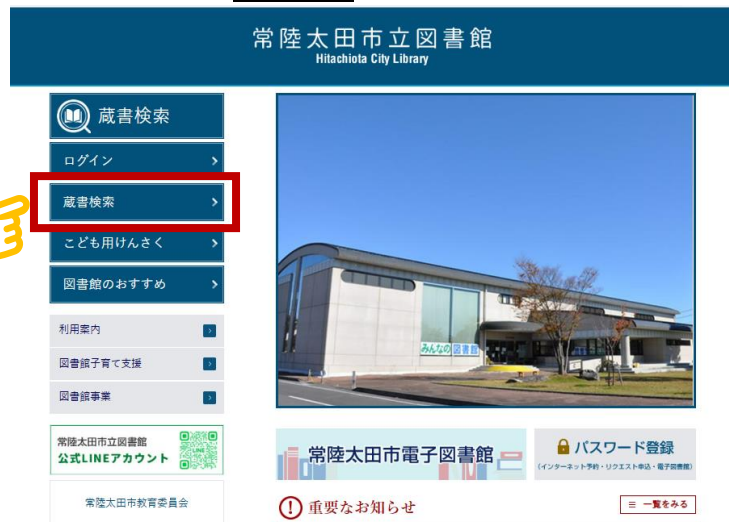 常陸太田市立図書館
Hitachiota City Library
蔵書検索
ログイン
蔵書検索
こども用けんさく
図書館のおすすめ
利用案内
図書館子育て支援
図書館事業
常陸太田市立図書館
公式LINEアカウント
LINE
常陸太田市教育委員会
みんなの図書館
常陸太田市電子図書館
パスワード登録
(インターネット予約・リクエスト申込・電子図書館)
重要なお知らせ
一覧をみる